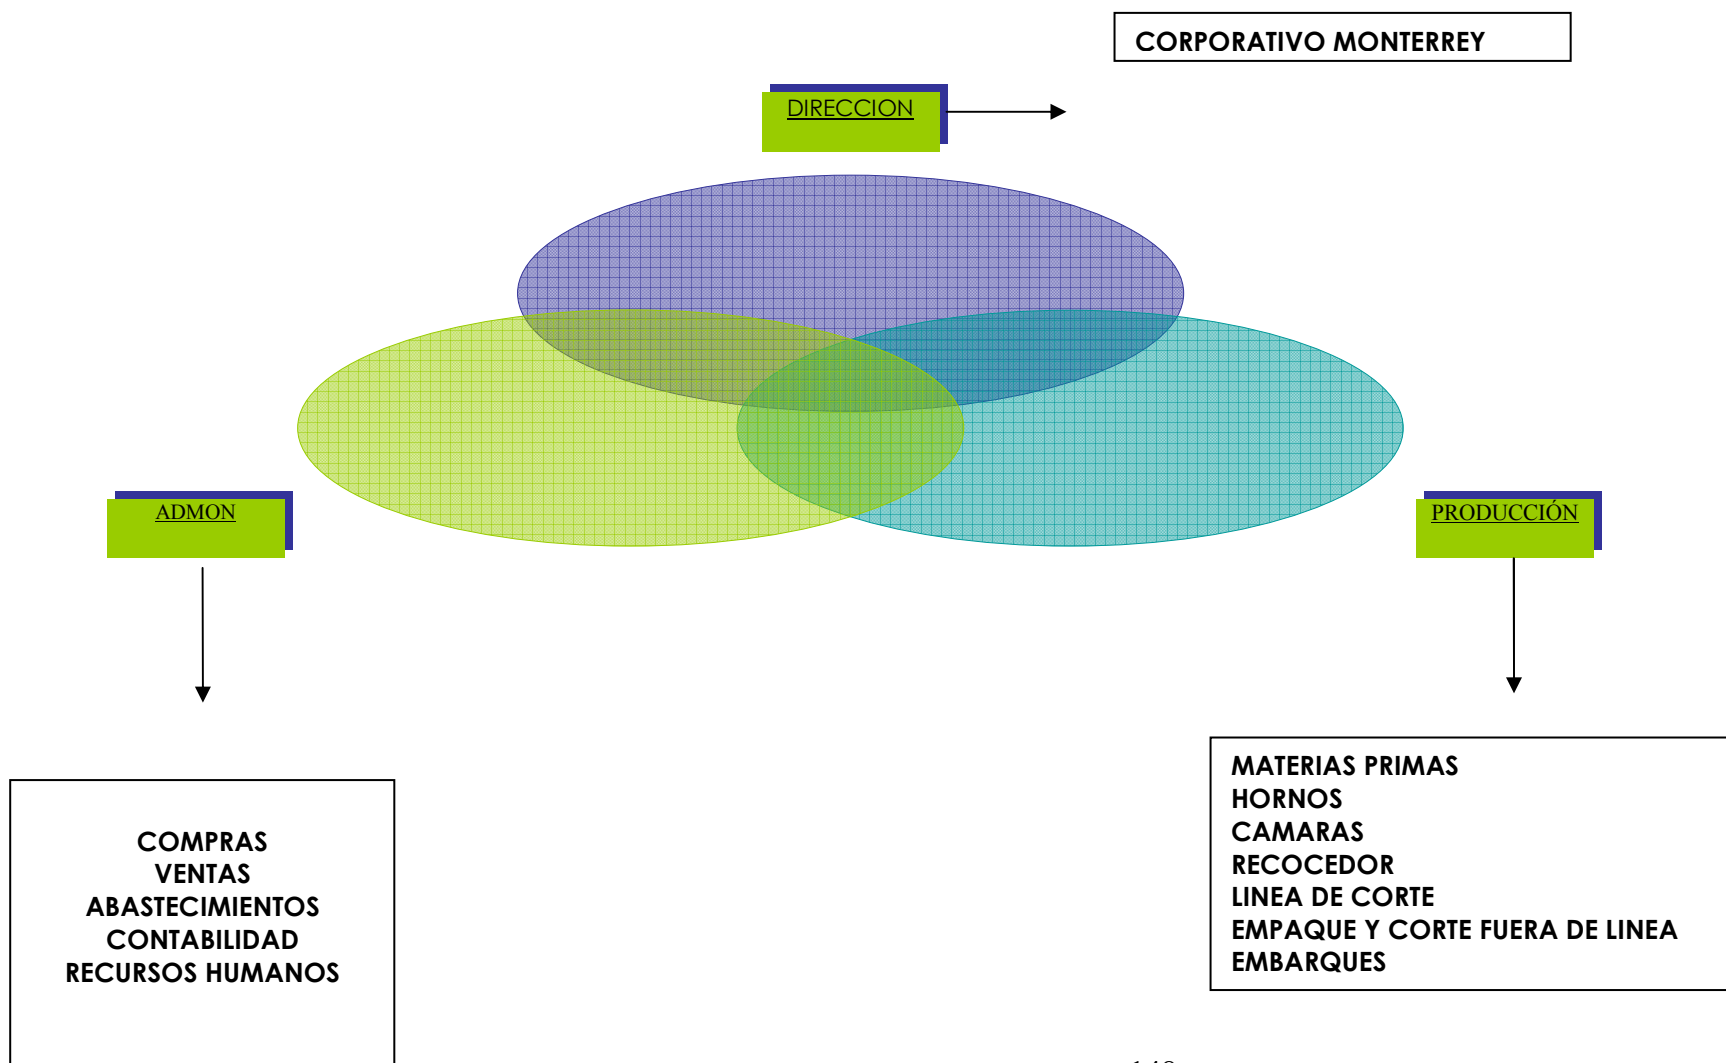 CORPORATIVO MONTERREY
DIRECCION
ADMON
PRODUCCIÓN
COMPRAS
VENTAS
ABASTECIMIENTOS
CONTABILIDAD
RECURSOS HUMANOS
MATERIAS PRIMAS
HORNOS
CAMARAS
RECOCEDOR
LINEA DE CORTE
EMPAQUE Y CORTE FUERA DE LINEA
EMBARQUES